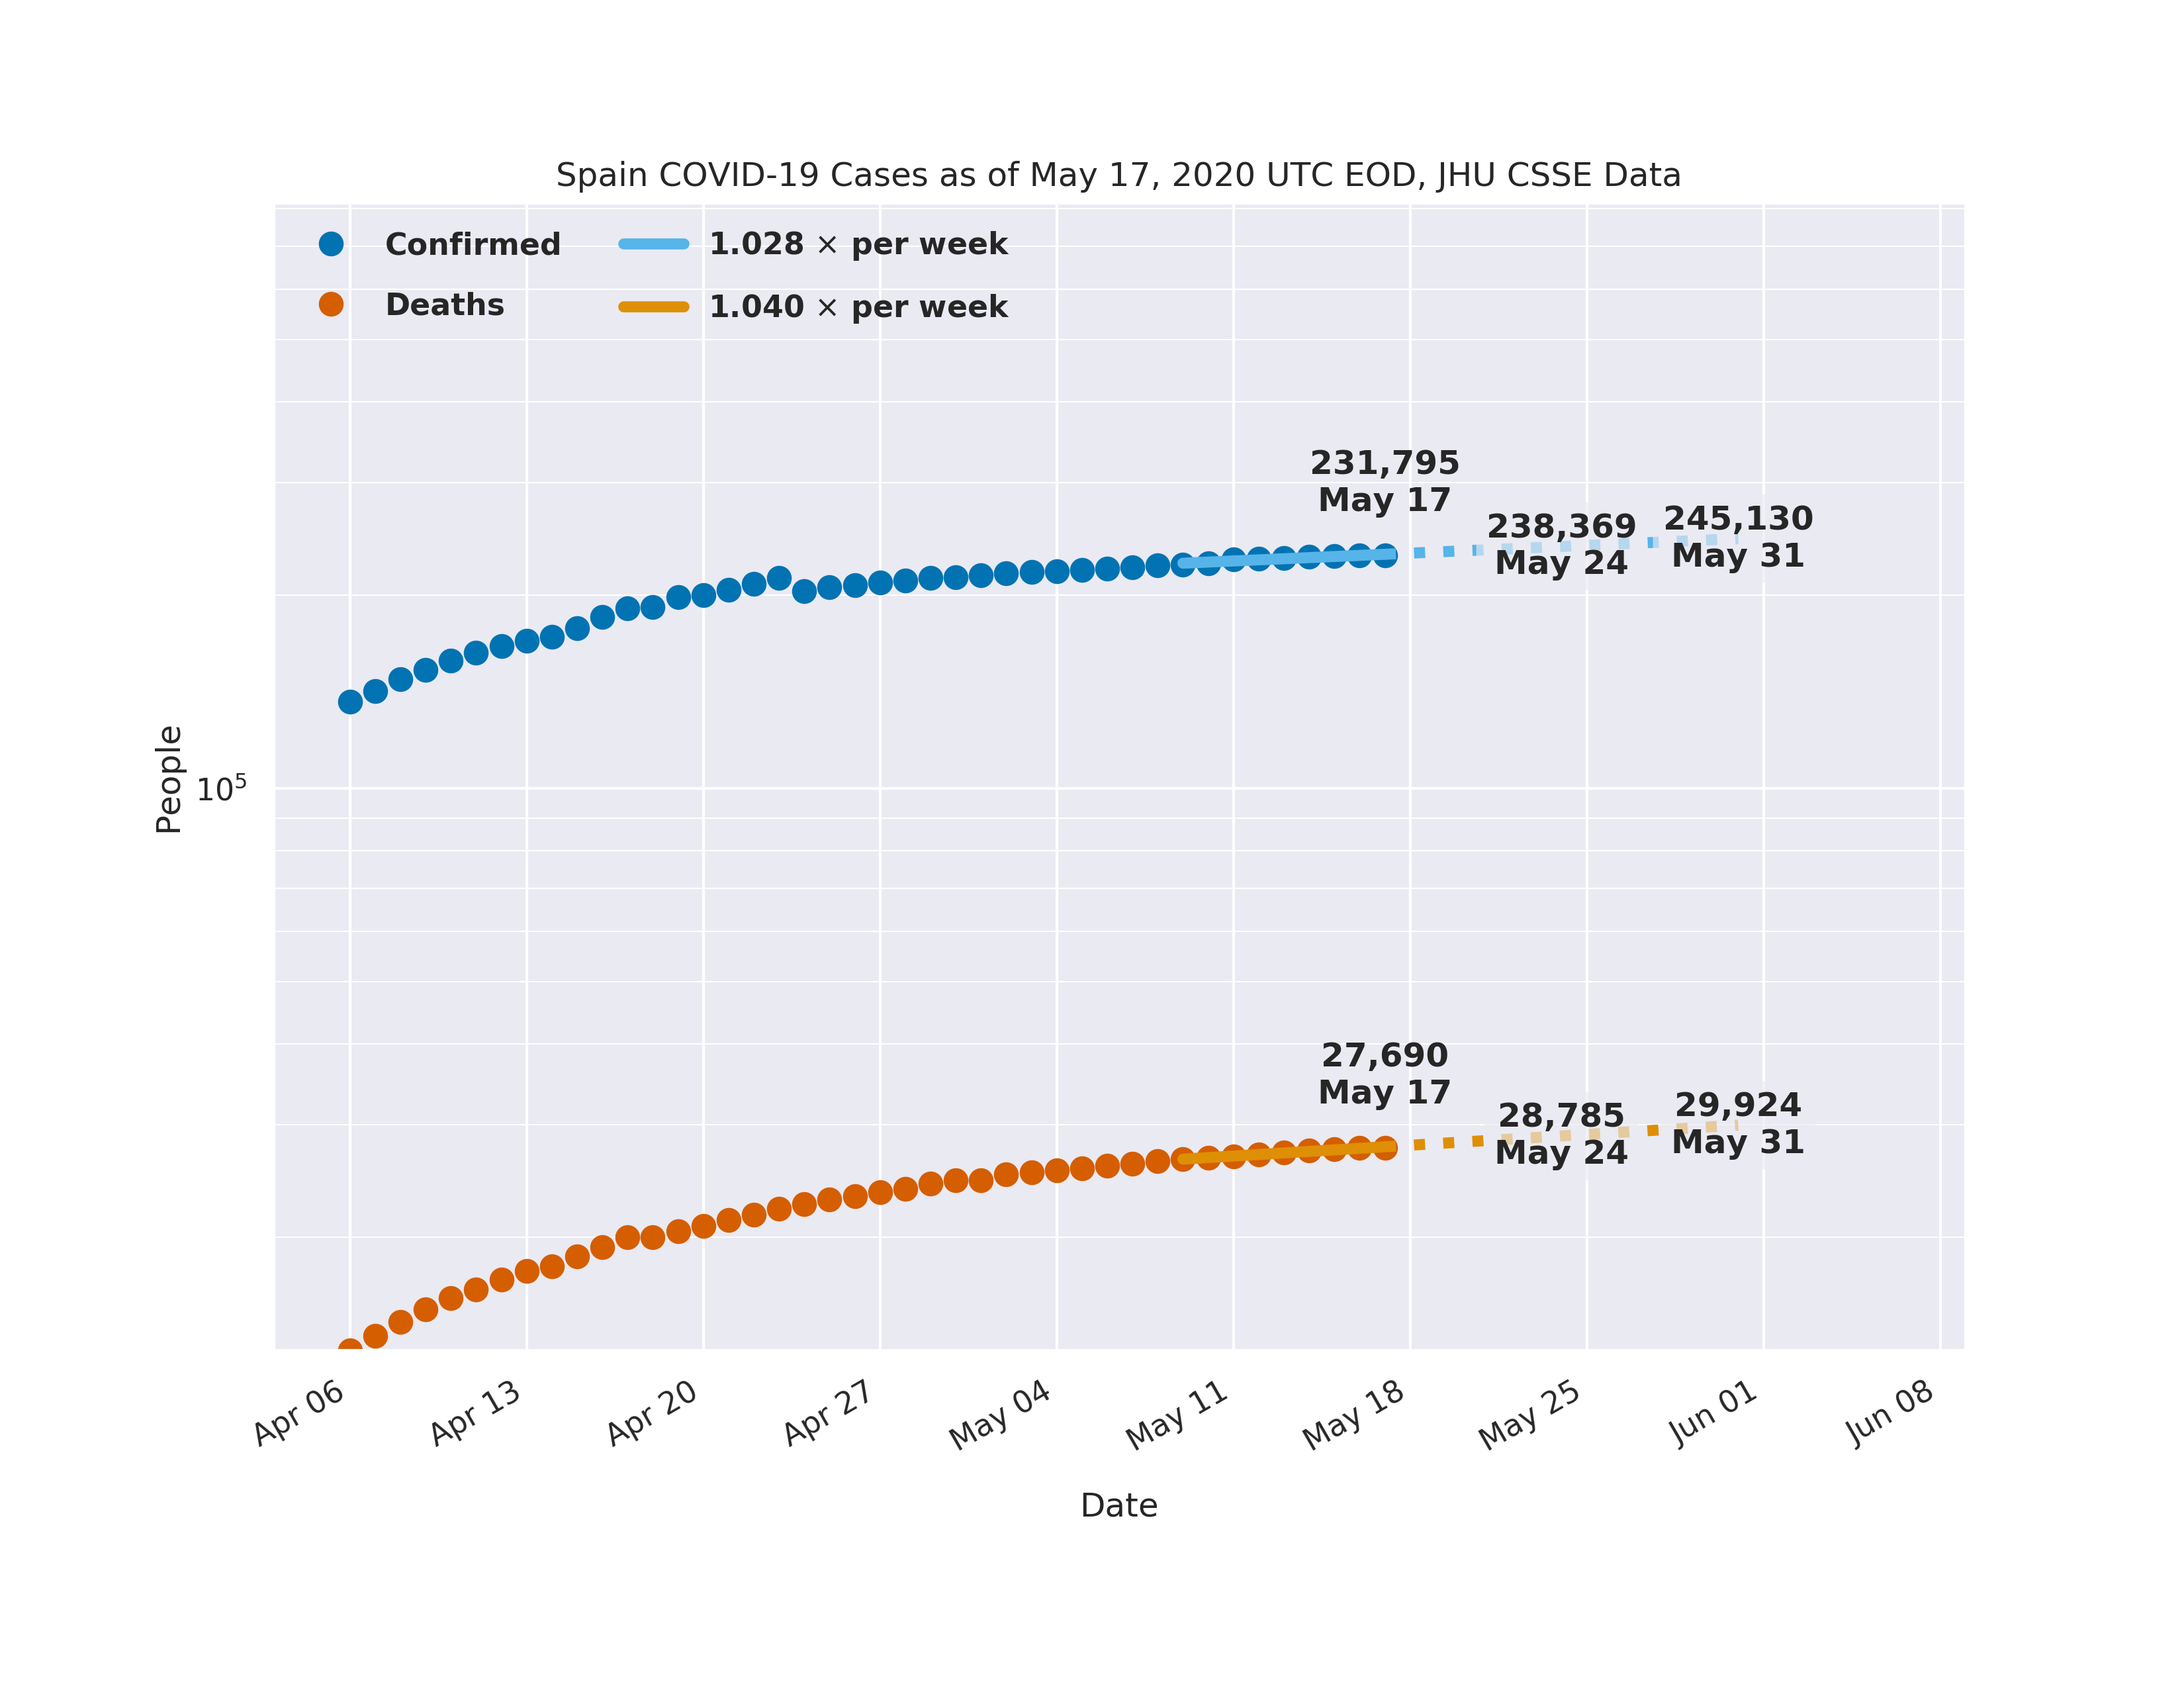 Spain COVID-19 Cases as of May 17, 2020 UTC EOD, JHU CSSE Data
Confirmed
Deaths
1.028 × per week
1.040 × per week
231,795
May 17
238,369
May 24
245,130
May 31
People
10⁵
27,690
May 17
28,785
May 24
29,924
May 31
Apr 06
Apr 13
Apr 20
Apr 27
May 04
May 11
May 18
May 25
Jun 01
Jun 08
Date